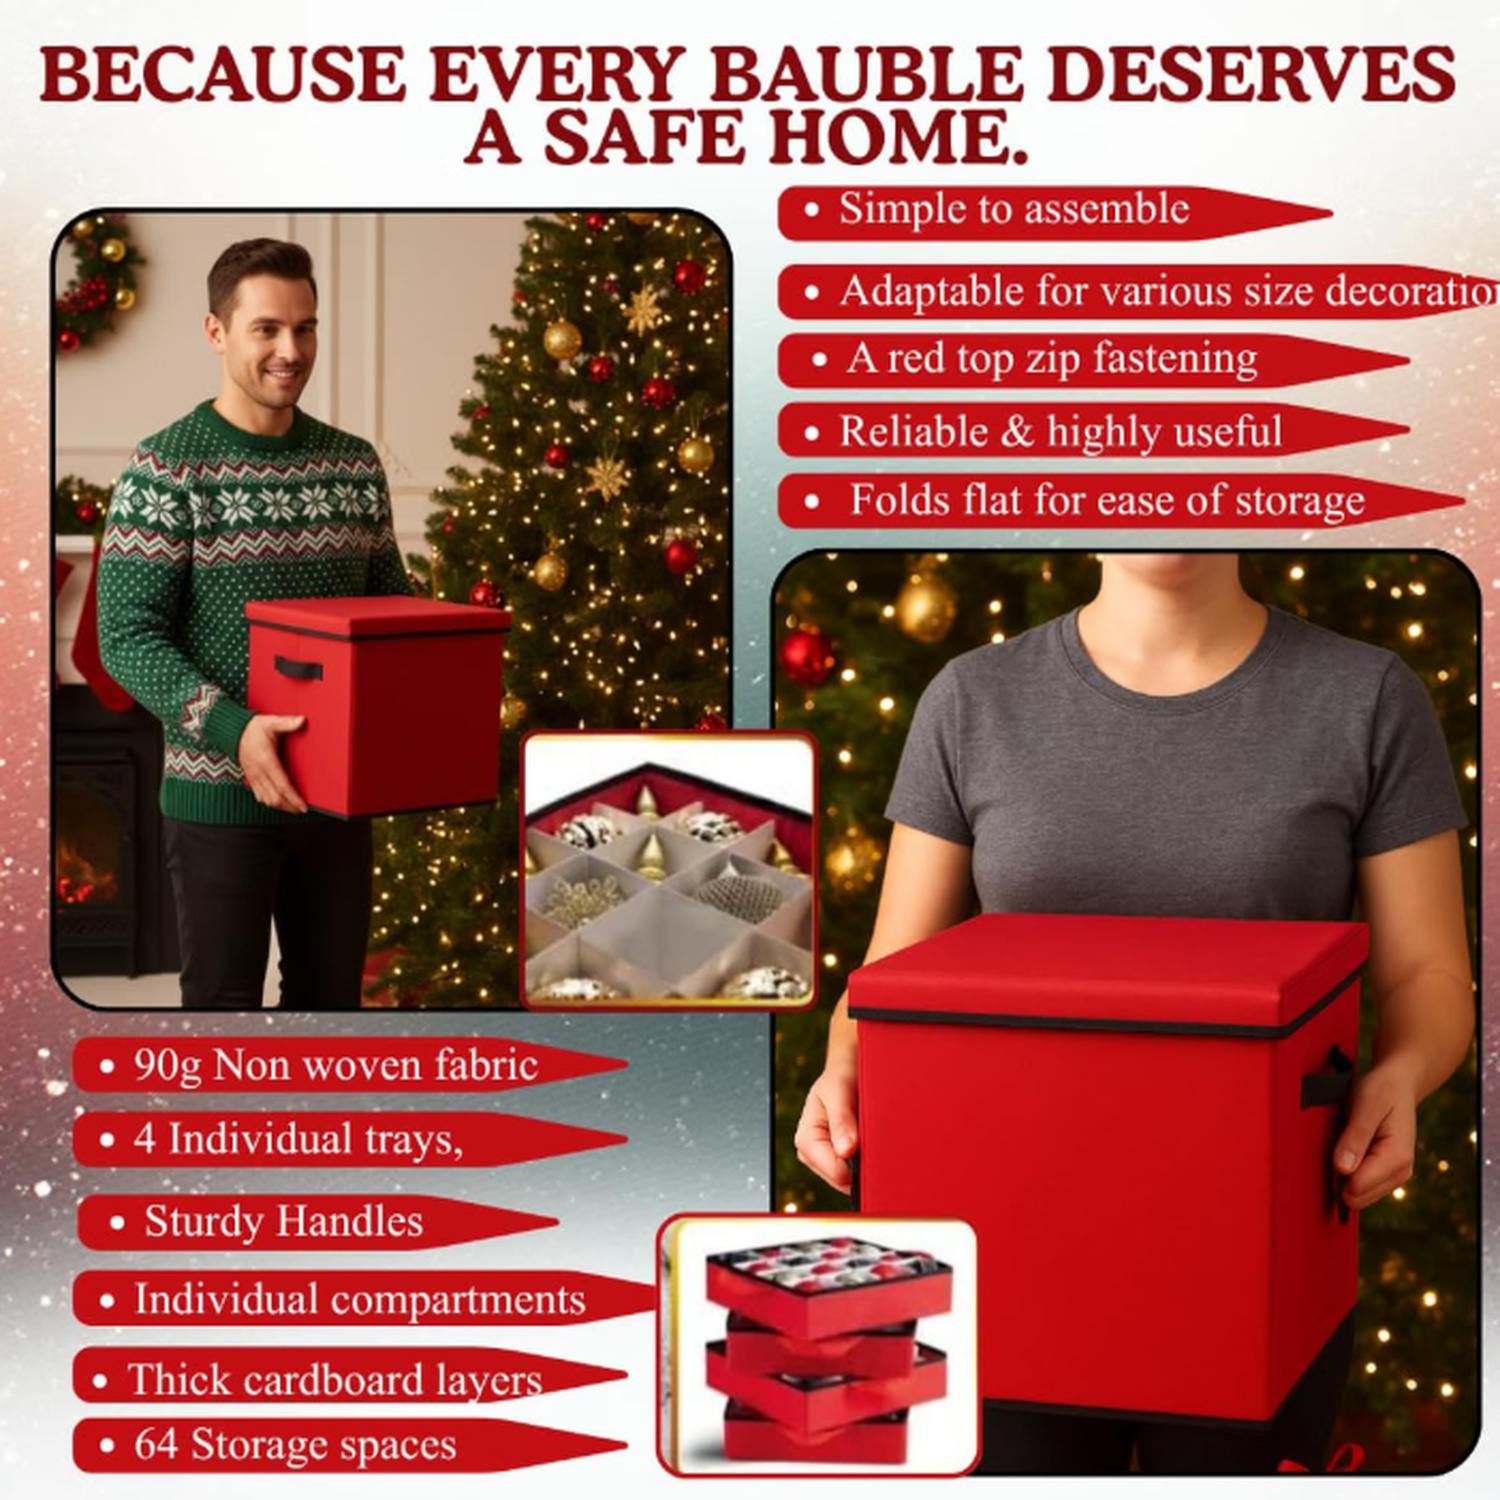 BECAUSE EVERY BAUBLE DESERVES
A SAFE HOME.
• Simple to assemble
• Adaptable for various size decoration
• A red top zip fastening
• Reliable & highly useful
• Folds flat for ease of storage
• 90g Non woven fabric
• 4 Individual trays,
• Sturdy Handles
• Individual compartments
• Thick cardboard layers
• 64 Storage spaces